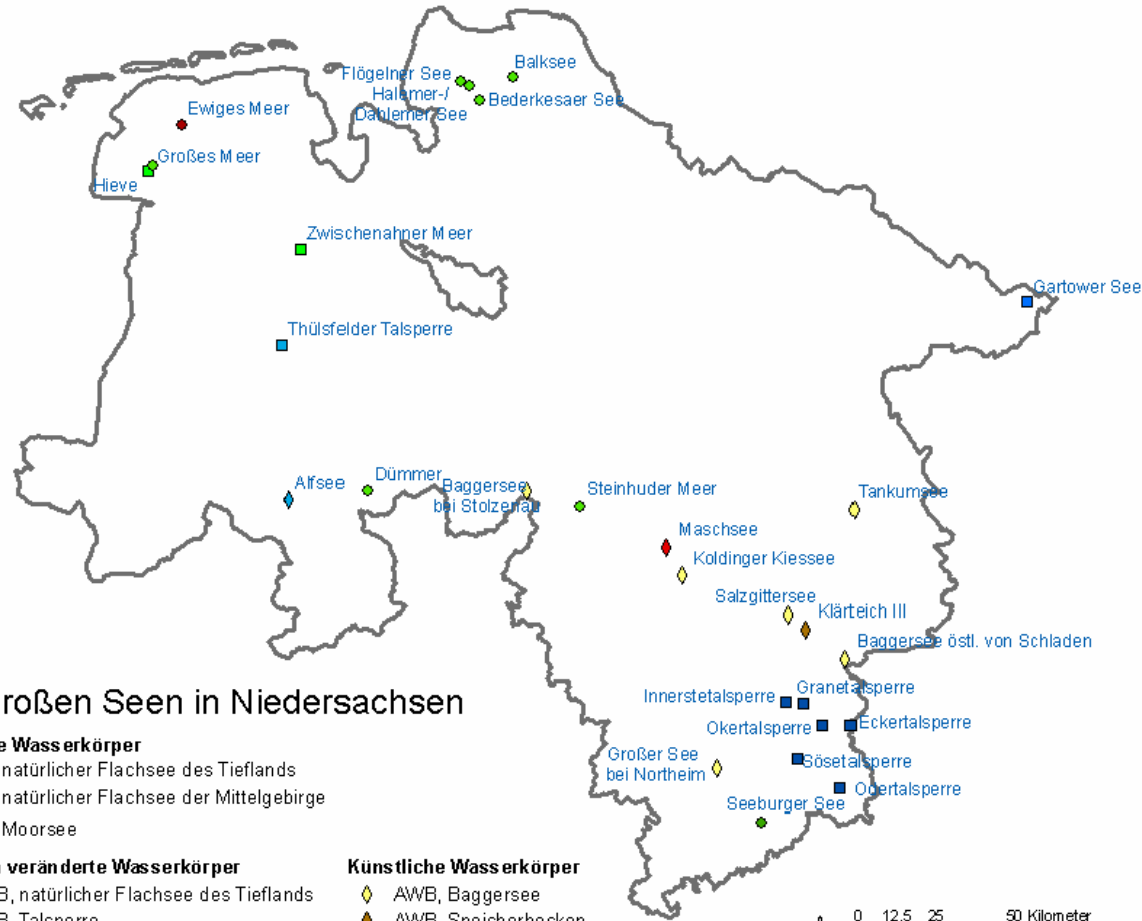 Balksee
Flögelner See
Halemer-/
Dahlemer See
Bederkesaer See
Ewiges Meer
Großes Meer
Hieve
Zwischenahner Meer
Gartower See
Thülsfelder Talsperre
Alfsee
Dümmer
Baggersee
bei Stolzenau
Steinhuder Meer
Tankumsee
Maschsee
Koldinger Kiessee
Salzgittersee
Klärteich III
Baggersee östl. von Schladen
Innerstetalsperre
Granetalsperre
Okertalsperre
Eckertalsperre
Großer See
bei Northeim
Sösetalsperre
Odertalsperre
Seeburger See
roßen Seen in Niedersachsen
e Wasserkörper
natürlicher Flachsee des Tieflands
natürlicher Flachsee der Mittelgebirge
Moorsee
veränderte Wasserkörper
B, natürlicher Flachsee des Tieflands
B, Talsperre
Künstliche Wasserkörper
AWB, Baggersee
AWB, Speicherbecken
0 12,5 25 50 Kilometer